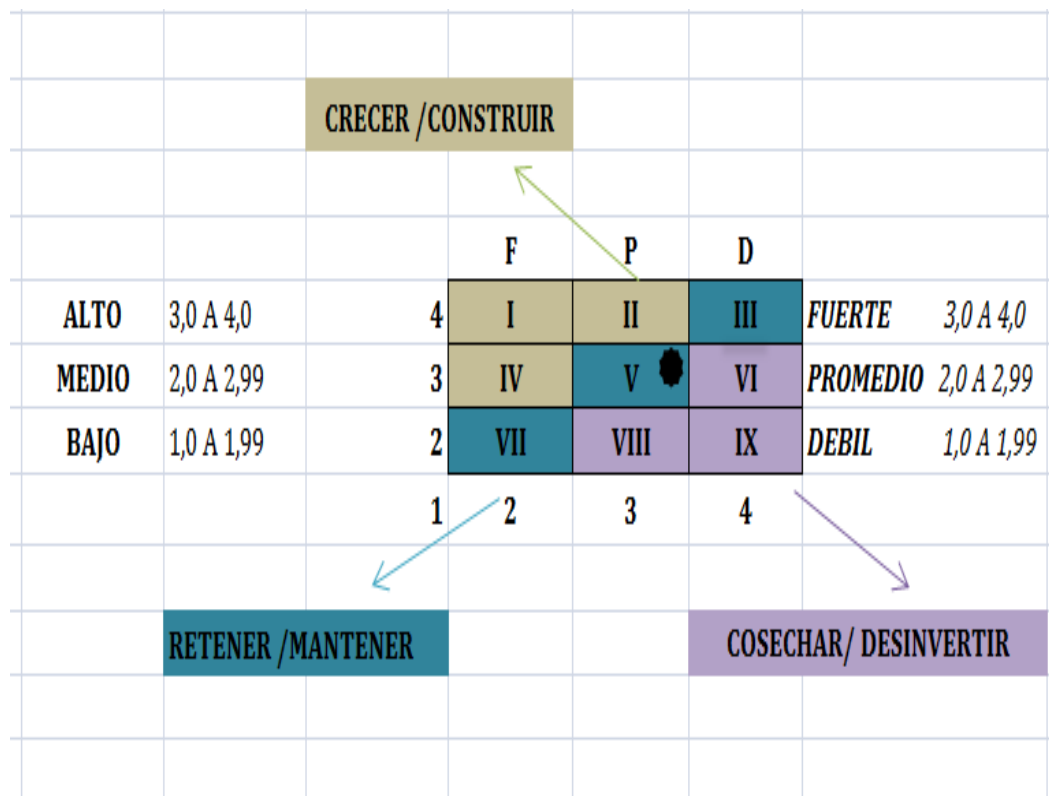 CRECER /CONSTRUIR
F P D
ALTO 3,0 A 4,0 4 I II III FUERTE 3,0 A 4,0
MEDIO 2,0 A 2,99 3 IV V VI PROMEDIO 2,0 A 2,99
BAJO 1,0 A 1,99 2 VII VIII IX DEBIL 1,0 A 1,99
1 2 3 4
RETENER /MANTENER COSECHAR/ DESINVERTIR